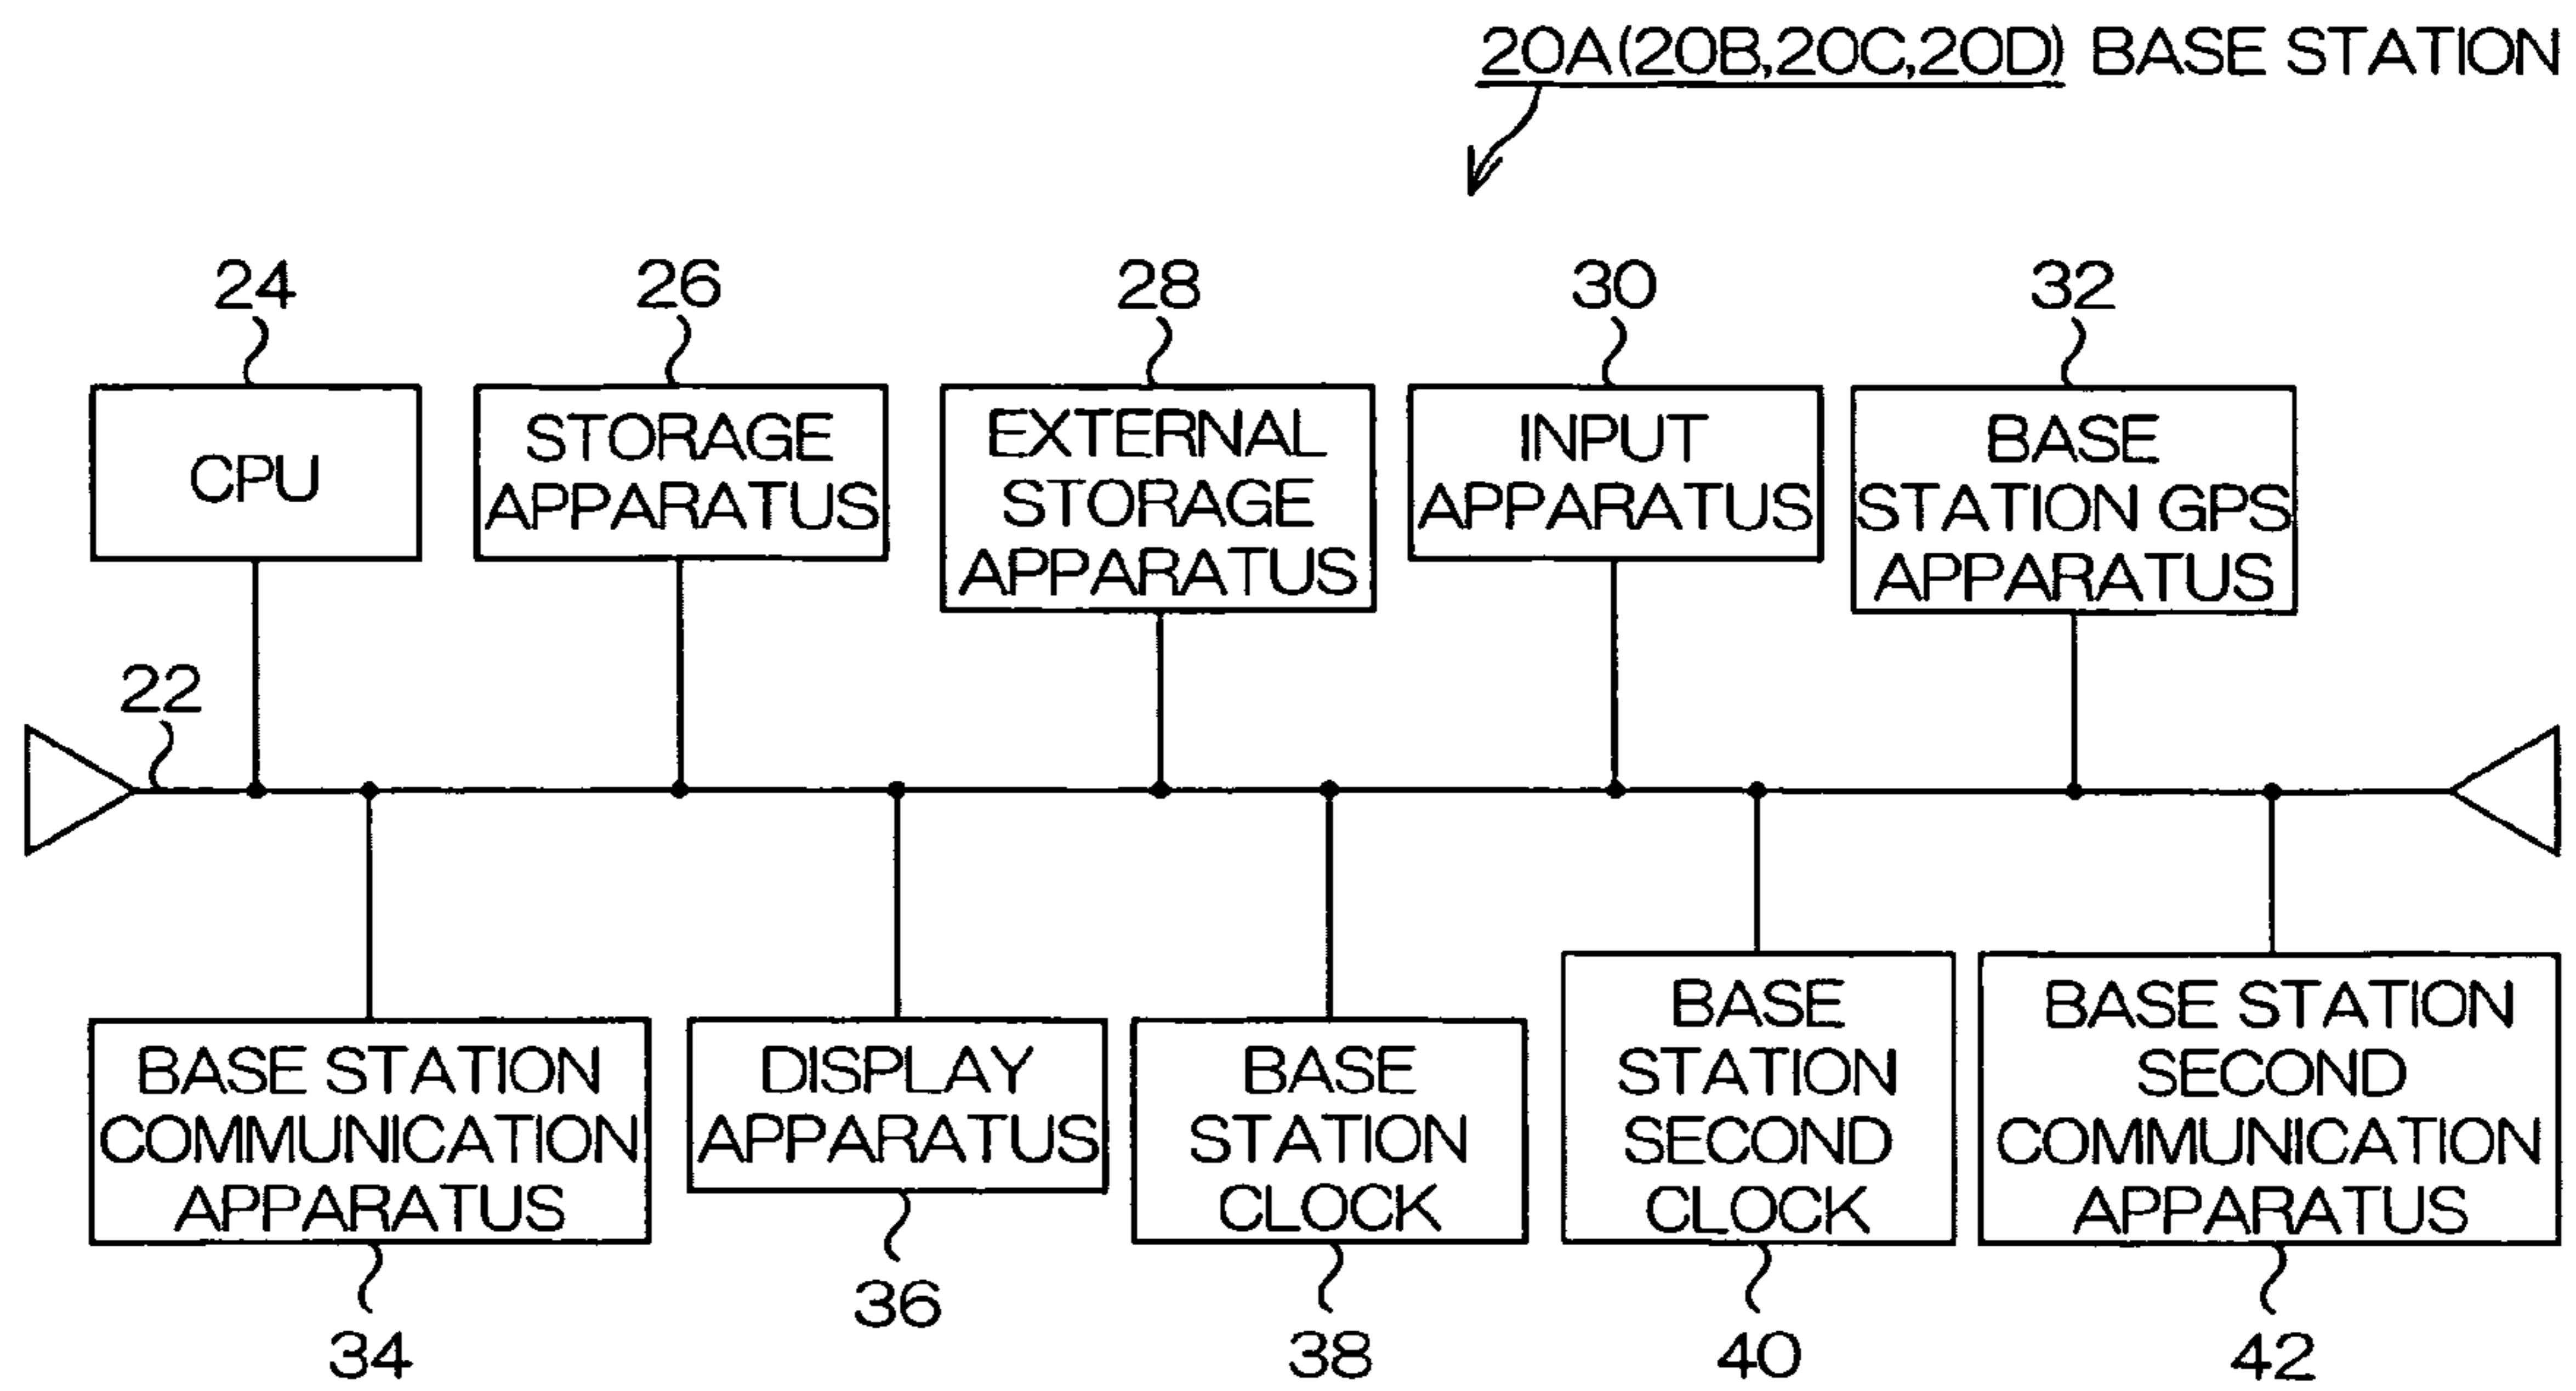 20A(20B,20C,20D) BASE STATION
24
26
28
30
32
CPU
STORAGE
APPARATUS
EXTERNAL
STORAGE
APPARATUS
INPUT
APPARATUS
BASE
STATION GPS
APPARATUS
22
BASE STATION
COMMUNICATION
APPARATUS
DISPLAY
APPARATUS
BASE
STATION
CLOCK
BASE
STATION
SECOND
CLOCK
BASE STATION
SECOND
COMMUNICATION
APPARATUS
34
36
38
40
42